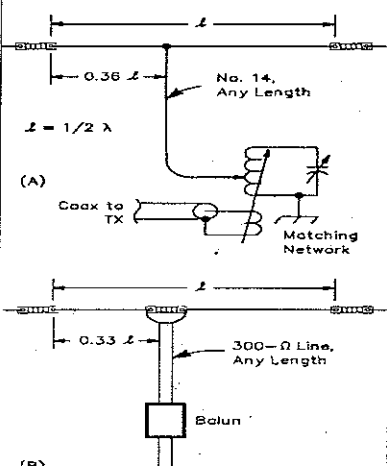 ℓ
0.36 ℓ
No. 14,
Any Length
ℓ = 1/2 λ
(A)
Coax to
TX
Matching
Network
ℓ
0.33 ℓ
300-Ω Line,
Any Length
Balun
(B)